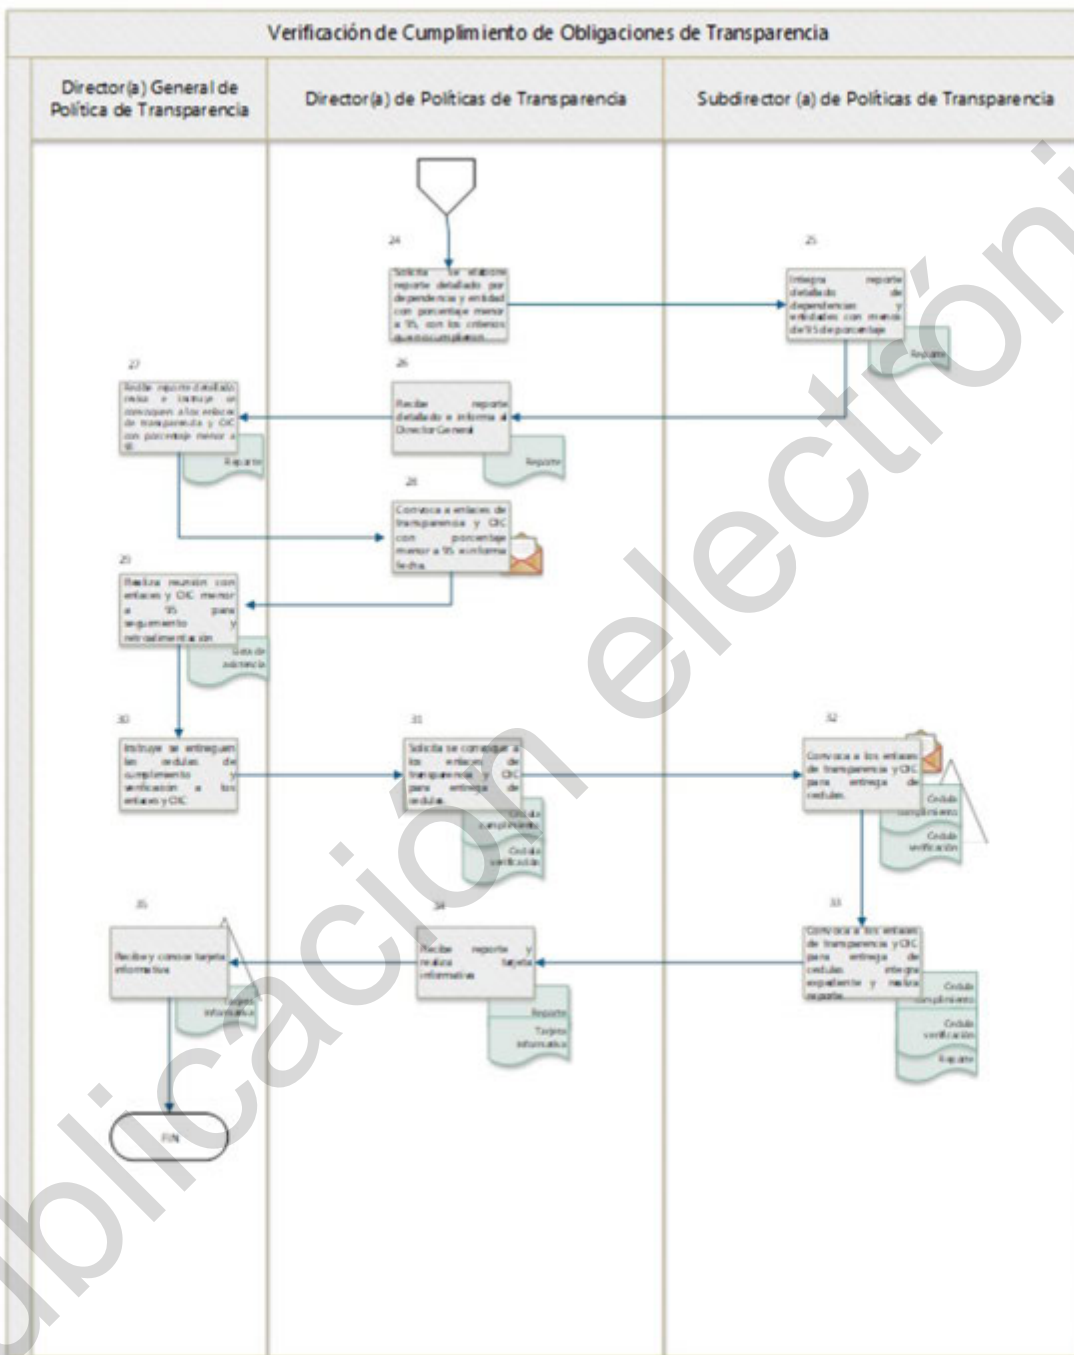 Verificación de Cumplimiento de Obligaciones de Transparencia
Director(a) General de
Política de Transparencia
Director(a) de Políticas de Transparencia
Subdirector (a) de Políticas de Transparencia
24
Solicita se elabore
reporte detallado por
dependencia y entidad
con porcentaje menor
a 95, con los criterios
que no cumplieron
25
Integra reporte
detallado de
dependencias y
entidades con menos
de 95 de porcentaje
Reporte
26
Recibe reporte
detallado e informa al
Director General
Reporte
27
Recibe reporte detallado
revisa e instruye se
convoquen a los enlaces
de transparencia y OIC
con porcentaje menor a
95
Reporte
28
Convoca a enlaces de
transparencia y OIC
con porcentaje
menor a 95 e informa
fecha.
29
Realiza reunión con
enlaces y OIC menor
a 95 para
seguimiento y
retroalimentación
Lista de
asistencia
30
Instruye se entreguen
las cedulas de
cumplimiento y
verificación a los
enlaces y OIC
31
Solicita se convoque a
los enlaces de
transparencia y OIC
para entrega de
cedulas.
Cedula
cumplimiento
Cedula
verificación
32
Convoca a los enlaces
de transparencia y OIC
para entrega de
cedulas.
Cedula
cumplimiento
Cedula
verificación
33
Convoca a los enlaces
de transparencia y OIC
para entrega de
cedulas integra
expediente y realiza
reporte
Cedula
cumplimiento
Cedula
verificación
Reporte
34
Recibe reporte y
realiza tarjeta
informativa
Reporte
Tarjeta
informativa
35
Recibe y conoce tarjeta
informativa
Tarjeta
informativa
FIN
ublicación electróni